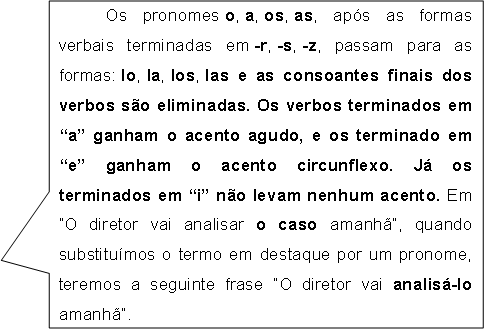 Os pronomes o, a, os, as, após as formas
verbais terminadas em -r, -s, -z, passam para as
formas: lo, la, los, las e as consoantes finais dos
verbos são eliminadas. Os verbos terminados em
“a” ganham o acento agudo, e os terminado em
“e” ganham o acento circunflexo. Já os
terminados em “i” não levam nenhum acento. Em
“O diretor vai analisar o caso amanhã”, quando
substituímos o termo em destaque por um pronome,
teremos a seguinte frase “O diretor vai analisá-lo
amanhã”.